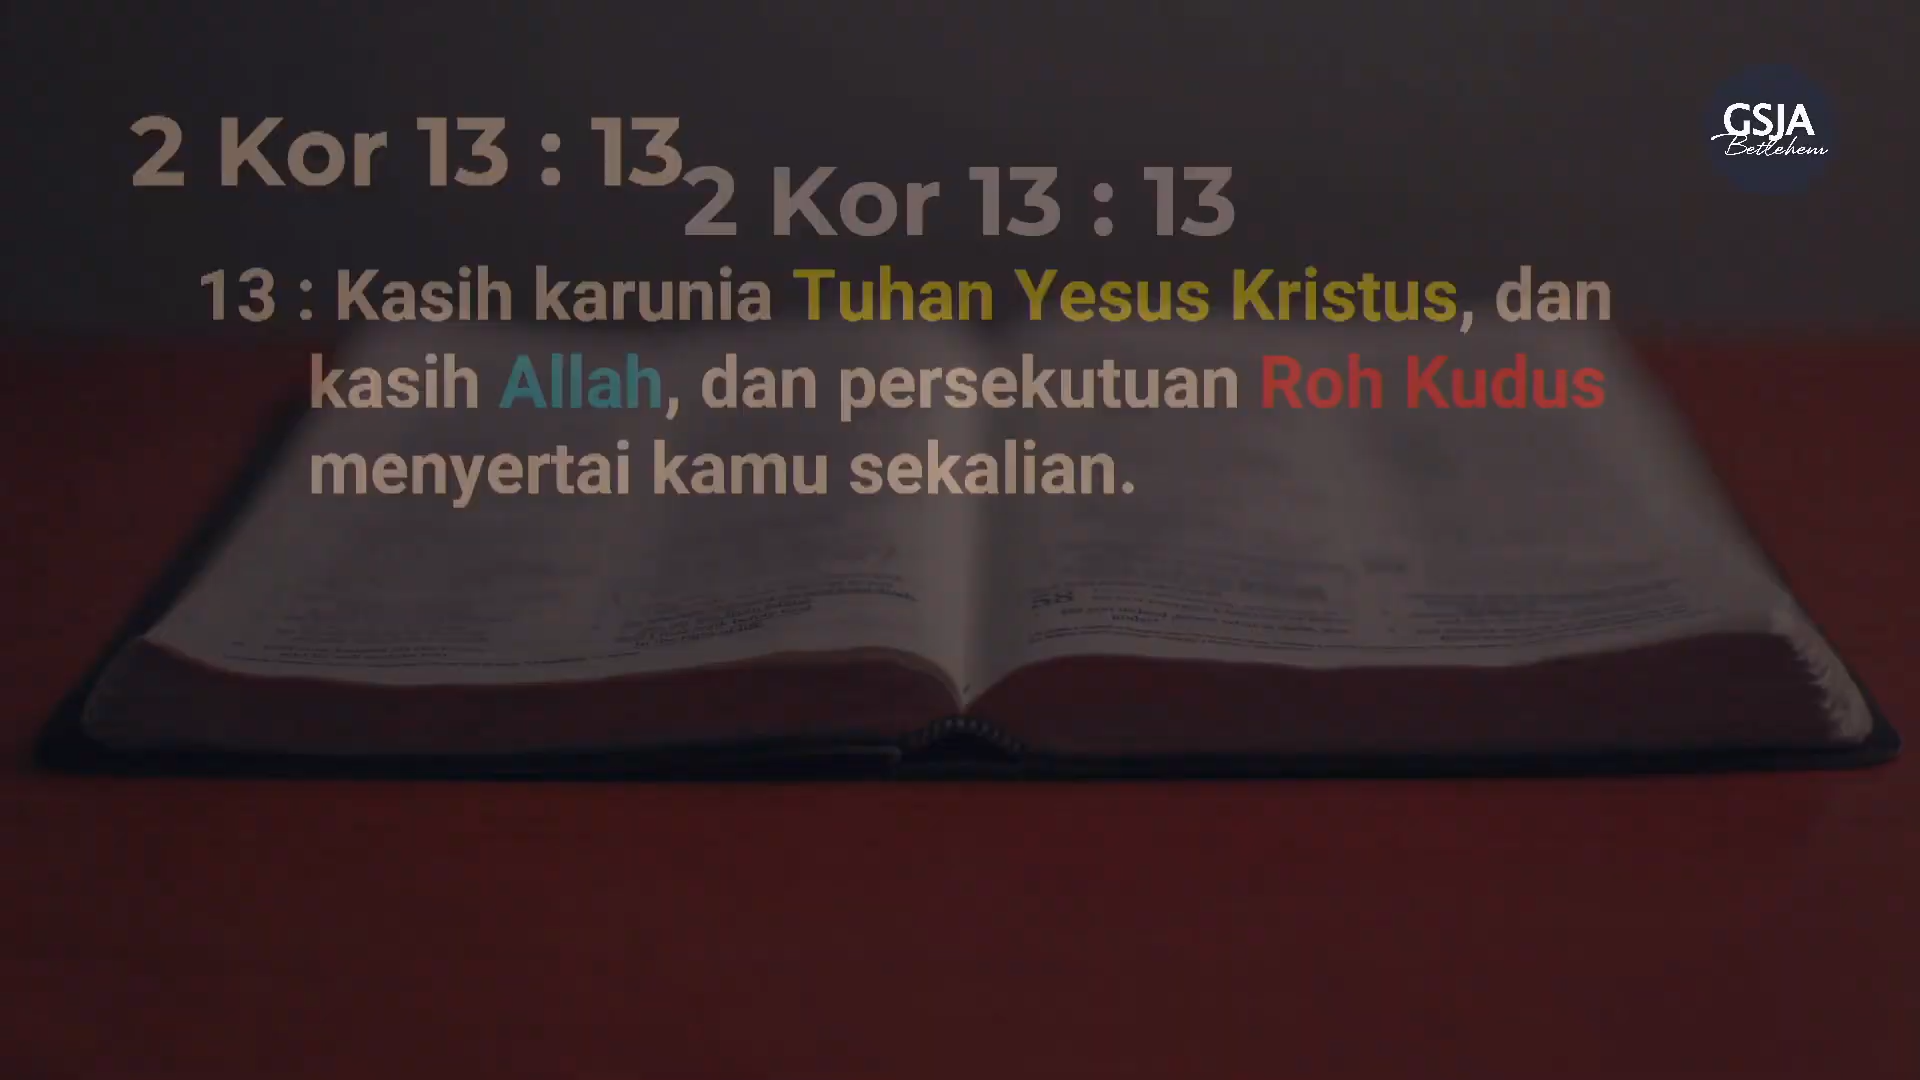 GSJA
Betlehem
2 Kor 13 : 13
2 Kor 13 : 13
13 : Kasih karunia Tuhan Yesus Kristus, dan
kasih Allah, dan persekutuan Roh Kudus
menyertai kamu sekalian.